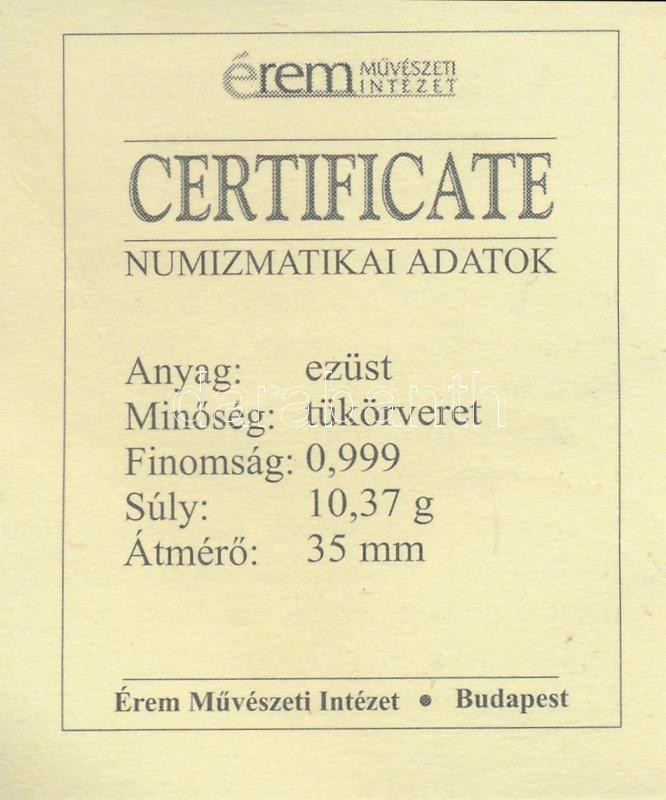 érem MŰVÉSZETI
INTÉZET
CERTIFICATE
NUMIZMATIKAI ADATOK
Anyag: ezüst
Minőség: tükörveret
Finomság: 0,999
Súly: 10,37 g
Átmérő: 35 mm
darabanth
Érem Művészeti Intézet • Budapest